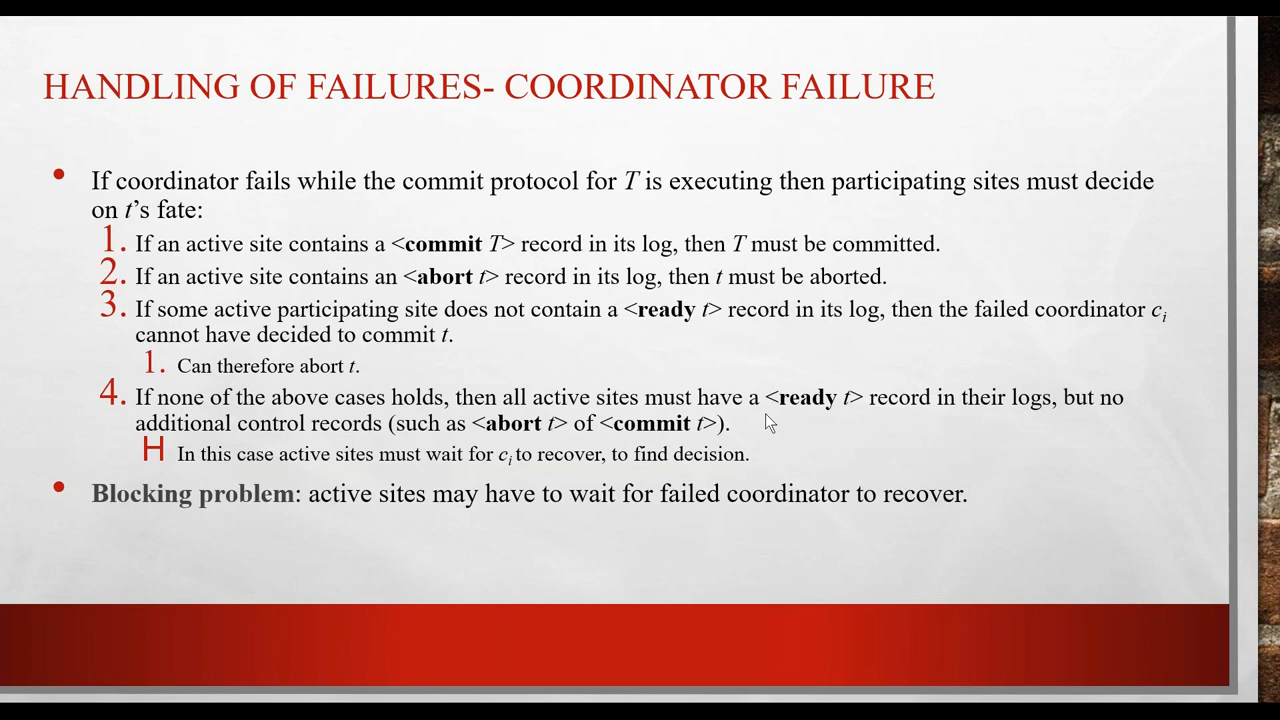 HANDLING OF FAILURES- COORDINATOR FAILURE
• If coordinator fails while the commit protocol for T is executing then participating sites must decide
on t’s fate:
1. If an active site contains a <commit T> record in its log, then T must be committed.
2. If an active site contains an <abort t> record in its log, then t must be aborted.
3. If some active participating site does not contain a <ready t> record in its log, then the failed coordinator ci
cannot have decided to commit t.
1. Can therefore abort t.
4. If none of the above cases holds, then all active sites must have a <ready t> record in their logs, but no
additional control records (such as <abort t> of <commit t>).
H In this case active sites must wait for ci to recover, to find decision.
• Blocking problem: active sites may have to wait for failed coordinator to recover.